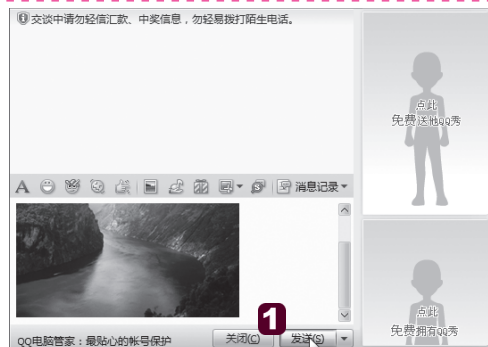 交谈中请勿轻信汇款、中奖信息，勿轻易拨打陌生电话。
点此
免费送他QQ秀
A
消息记录
1
QQ电脑管家：最贴心的帐号保护
关闭(C)
发送(S)
点此
免费拥有QQ秀